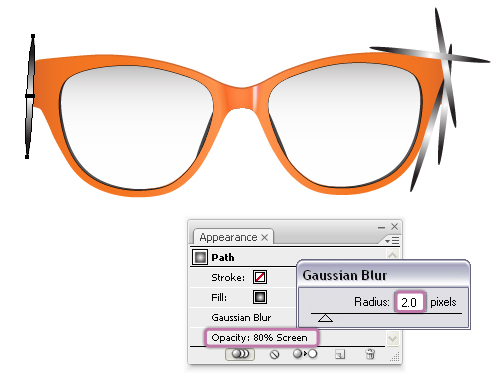 Appearance ×
Path
Stroke:
Fill:
Gaussian Blur
Opacity: 80% Screen
Gaussian Blur
Radius: 2.0 pixels